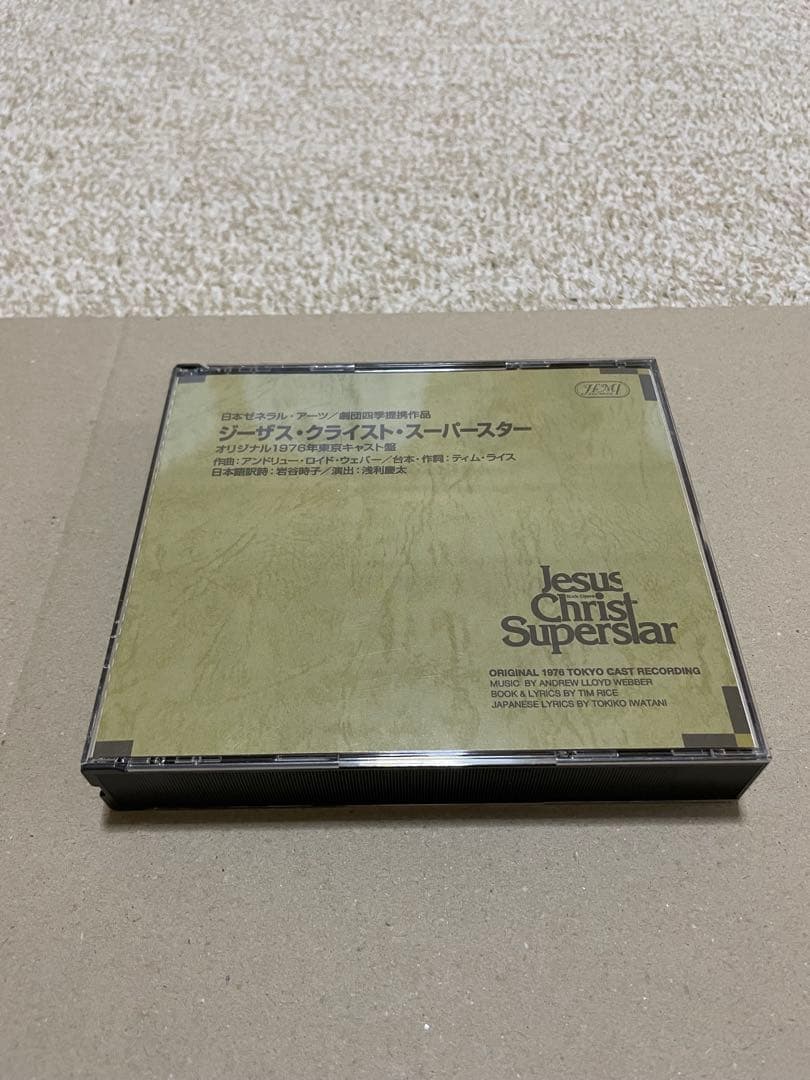 日本ゼネラル・アーツ／劇団四季提携作品
ジーザス・クライスト・スーパースター
オリジナル1976年東京キャスト盤
作曲：アンドリュー・ロイド・ウェバー／台本・作詞：ティム・ライス
日本語訳詩：岩谷時子／演出：浅利慶太
Jesus
Christ
Superstar
ORIGINAL 1976 TOKYO CAST RECORDING
MUSIC BY ANDREW LLOYD WEBBER
BOOK & LYRICS BY TIM RICE
JAPANESE LYRICS BY TOKIKO IWATANI